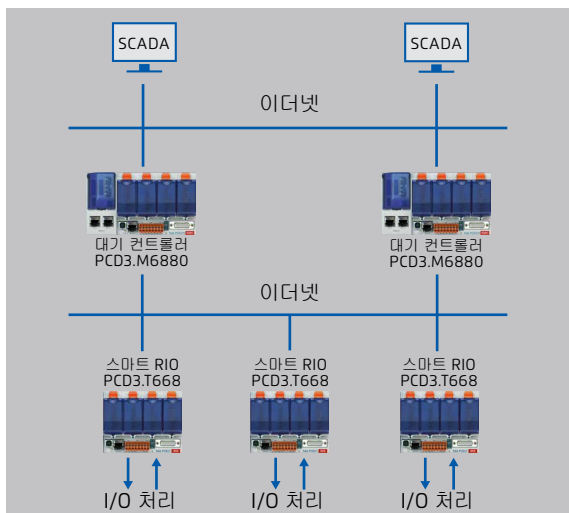 SCADA
SCADA
이더넷
대기 컨트롤러
PCD3.M6880
대기 컨트롤러
PCD3.M6880
이더넷
스마트 RIO
PCD3.T668
스마트 RIO
PCD3.T668
스마트 RIO
PCD3.T668
I/O 처리
I/O 처리
I/O 처리